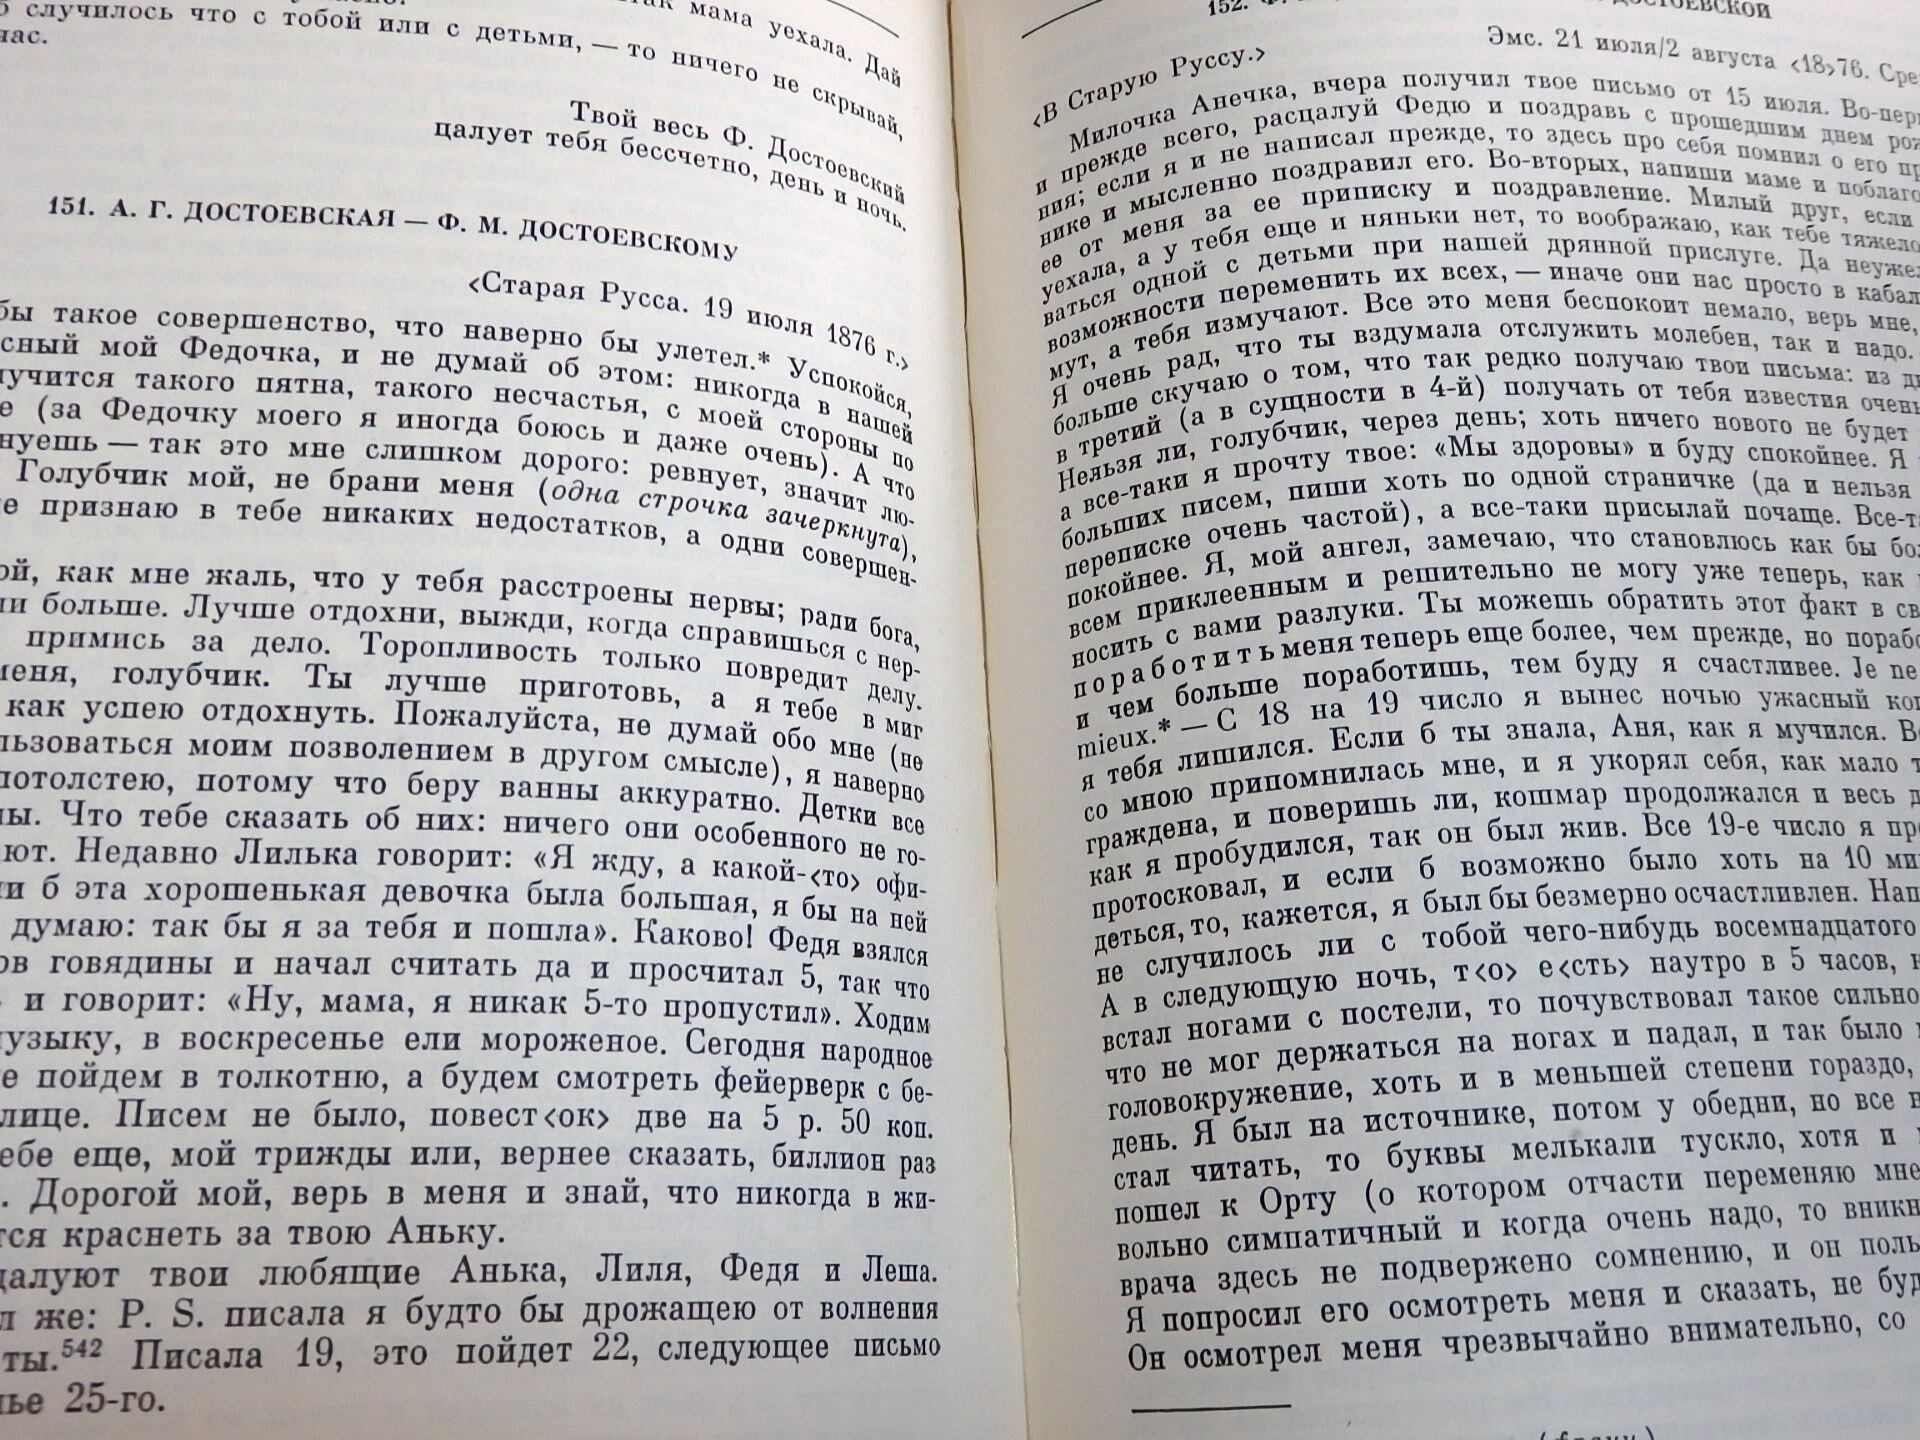 так мама уехала. Дай
случилось что с тобой или с детьми, — то ничего не скрывай,
час.
Твой весь Ф. Достоевский
цалует тебя бессчетно, день и ночь.
151. А. Г. ДОСТОЕВСКАЯ — Ф. М. ДОСТОЕВСКОМУ
<Старая Русса. 19 июля 1876 г.>
бы такое совершенство, что наверно бы улетел.* Успокойся,
сный мой Федочка, и не думай об этом: никогда в нашей
лучится такого пятна, такого несчастья, с моей стороны по
е (за Федочку моего я иногда боюсь и даже очень). А что
нуешь — так это мне слишком дорого: ревнует, значит лю-
Голубчик мой, не брани меня (одна строчка зачеркнута),
не признаю в тебе никаких недостатков, а одни совершен-
ой, как мне жаль, что у тебя расстроены нервы; ради бога,
ши больше. Лучше отдохни, выжди, когда справишься с нер-
примись за дело. Торопливость только повредит делу.
меня, голубчик. Ты лучше приготовь, а я тебе в миг
как успею отдохнуть. Пожалуйста, не думай обо мне (не
льзоваться моим позволением в другом смысле), я наверно
потолстею, потому что беру ванны аккуратно. Детки все
ы. Что тебе сказать об них: ничего они особенного не го-
ют. Недавно Лилька говорит: «Я жду, а какой-<то> офи-
ли б эта хорошенькая девочка была большая, я бы на ней
думаю: так бы я за тебя и пошла». Каково! Федя взялся
ов говядины и начал считать да и просчитал 5, так что
и говорит: «Ну, мама, я никак 5-то пропустил». Ходим
музыку, в воскресенье ели мороженое. Сегодня народное
е пойдем в толкотню, а будем смотреть фейерверк с бе-
лице. Писем не было, повест<ок> две на 5 р. 50 коп.
ебе еще, мой трижды или, вернее сказать, биллион раз
. Дорогой мой, верь в меня и знай, что никогда в жи-
тся краснеть за твою Аньку.
цалуют твои любящие Анька, Лиля, Федя и Леша.
л же: P. S. писала я будто бы дрожащею от волнения
ты.⁵⁴² Писала 19, это пойдет 22, следующее письмо
нье 25-го.
152. Ф. ДОСТОЕВСКОЙ
Эмс. 21 июля/2 августа <18>76. Сре
<В Старую Руссу.>
Милочка Анечка, вчера получил твое письмо от 15 июля. Во-пер
и прежде всего, расцалуй Федю и поздравь с прошедшим днем рож
ния; если я и не написал прежде, то здесь про себя помнил о его пр
нике и мысленно поздравил его. Во-вторых, напиши маме и поблаго
ее от меня за ее приписку и поздравление. Милый друг, если
уехала, а у тебя еще и няньки нет, то воображаю, как тебе тяжело
ваться одной с детьми при нашей дрянной прислуге. Да неуже
возможности переменить их всех, — иначе они нас просто в кабал
мут, а тебя измучают. Все это меня беспокоит немало, верь мне,
Я очень рад, что ты вздумала отслужить молебен, так и надо.
больше скучаю о том, что так редко получаю твои письма: из д
в третий (а в сущности в 4-й) получать от тебя известия очень
Нельзя ли, голубчик, через день; хоть ничего нового не будет
а все-таки я прочту твое: «Мы здоровы» и буду спокойнее. Я
больших писем, пиши хоть по одной страничке (да и нельзя
переписке очень частой), а все-таки присылай почаще. Все-та
покойнее. Я, мой ангел, замечаю, что становлюсь как бы бо
всем приклеенным и решительно не могу уже теперь, как
носить с вами разлуки. Ты можешь обратить этот факт в св
поработить меня теперь еще более, чем прежде, но порабо
и чем больше поработишь, тем буду я счастливее. Je ne
mieux.* — С 18 на 19 число я вынес ночью ужасный ко
я тебя лишился. Если б ты знала, Аня, как я мучился. В
со мною припомнилась мне, и я укорял себя, как мало т
граждена, и поверишь ли, кошмар продолжался и весь д
как я пробудился, так он был жив. Все 19-е число я пр
протосковал, и если б возможно было хоть на 10 ми
деться, то, кажется, я был бы безмерно осчастливлен. Нап
не случилось ли с тобой чего-нибудь восемнадцатого
А в следующую ночь, т<о> е<сть> наутро в 5 часов,
встал ногами с постели, то почувствовал такое сильно
что не мог держаться на ногах и падал, и так было
головокружение, хоть и в меньшей степени гораздо,
день. Я был на источнике, потом у обедни, но все
стал читать, то буквы мелькали тускло, хотя и
пошел к Орту (о котором отчасти переменяю мне
вольно симпатичный и когда очень надо, то вникн
врача здесь не подвержено сомнению, и он поль
Я попросил его осмотреть меня и сказать, не буд
Он осмотрел меня чрезвычайно внимательно, со